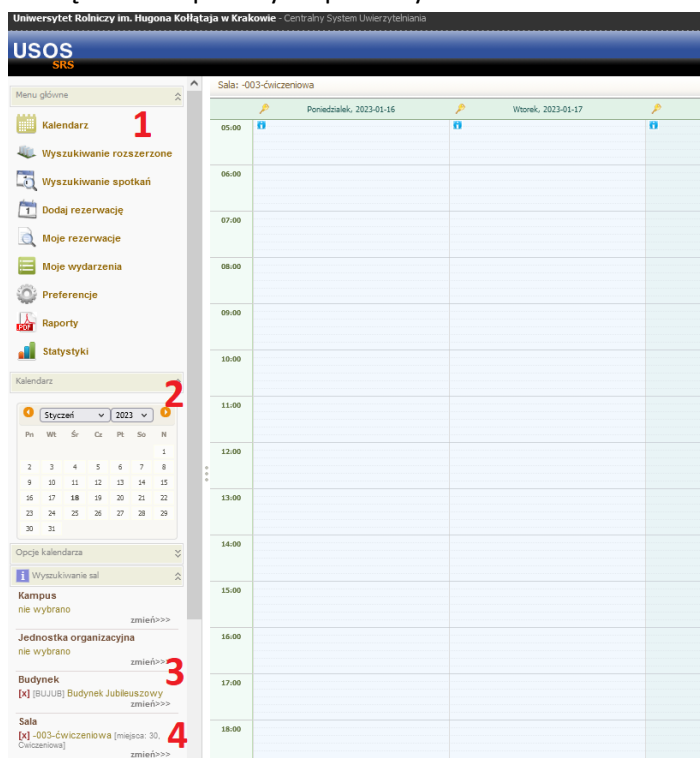 Uniwersytet Rolniczy im. Hugona Kołłątaja w Krakowie - Centralny System Uwierzytelniania
USOS
SRS
Menu główne
1
Kalendarz
Wyszukiwanie rozszerzone
Wyszukiwanie spotkań
Dodaj rezerwację
Moje rezerwacje
Moje wydarzenia
Preferencje
Raporty
Statystyki
Kalendarz
2
Styczeń 2023
Pn Wt Śr Cz Pt So N
1
2 3 4 5 6 7 8
9 10 11 12 13 14 15
16 17 18 19 20 21 22
23 24 25 26 27 28 29
30 31
Opcje kalendarza
Wyszukiwanie sal
Kampus
nie wybrano
zmień>>>
Jednostka organizacyjna
nie wybrano
zmień>>>
3
Budynek
[x] [BUJUB] Budynek Jubileuszowy
zmień>>>
Sala
4
[x] -003-ćwiczeniowa [miejsca: 30,
Ćwiczeniowa]
zmień>>>
Sala: -003-ćwiczeniowa
Poniedziałek, 2023-01-16 Wtorek, 2023-01-17
05:00
06:00
07:00
08:00
09:00
10:00
11:00
12:00
13:00
14:00
15:00
16:00
17:00
18:00